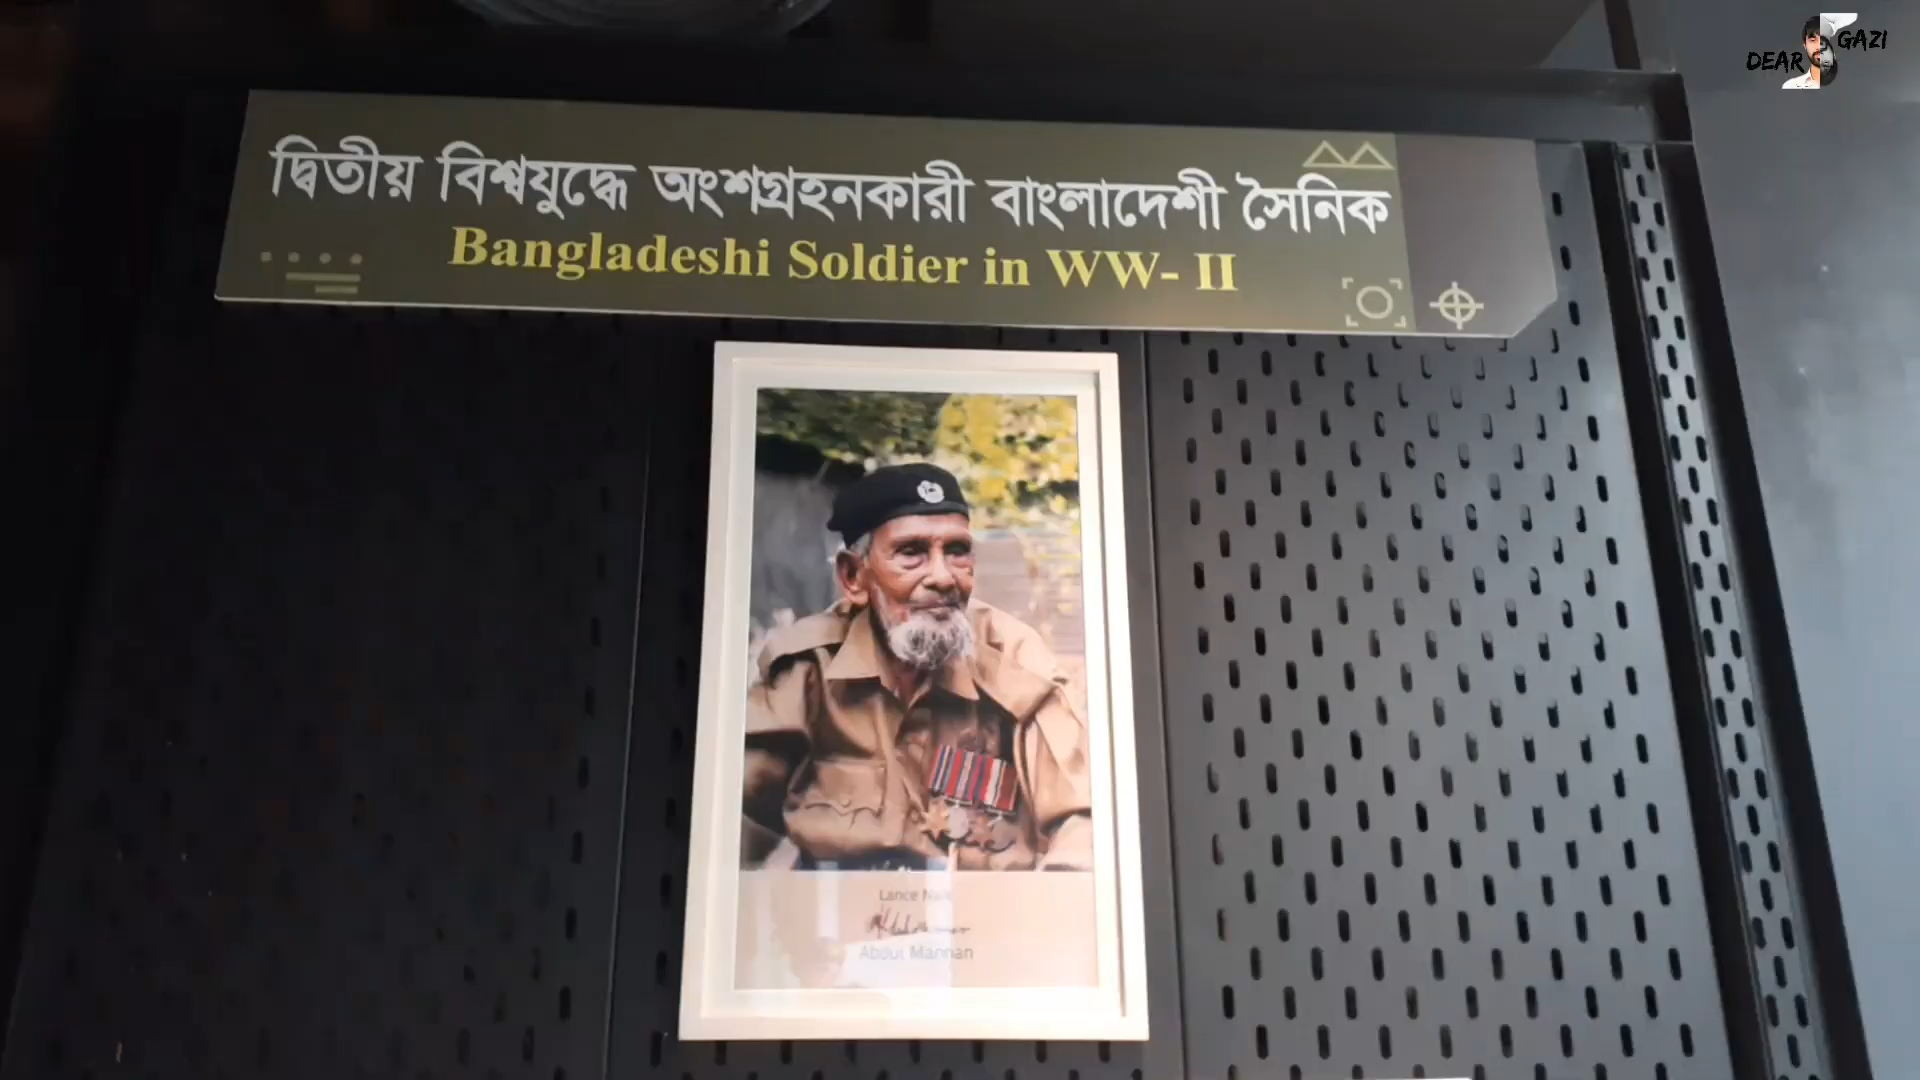 DEAR GAZI
দ্বিতীয় বিশ্বযুদ্ধে অংশগ্রহনকারী বাংলাদেশী সৈনিক
Bangladeshi Soldier in WW- II
Lance Naik
Abdul Mannan